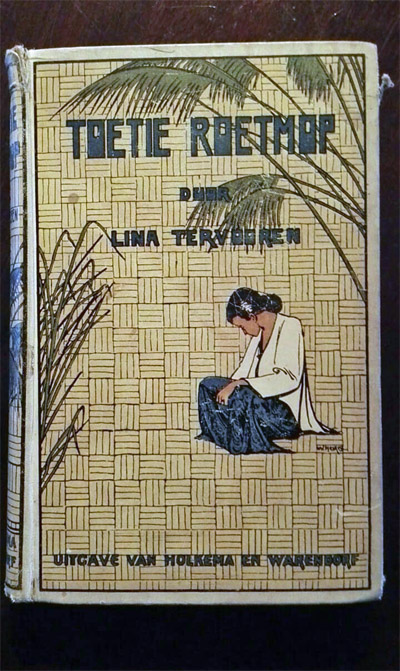 TOETIE ROETMOP
DOOR
LINA TERVOOREN
UITGAVE VAN HOLKEMA EN WARENDORF